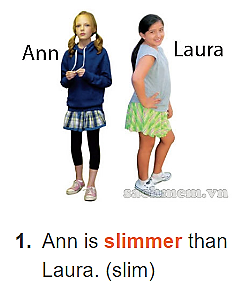 Ann
Laura
sachmem.vn
1. Ann is slimmer than
Laura. (slim)